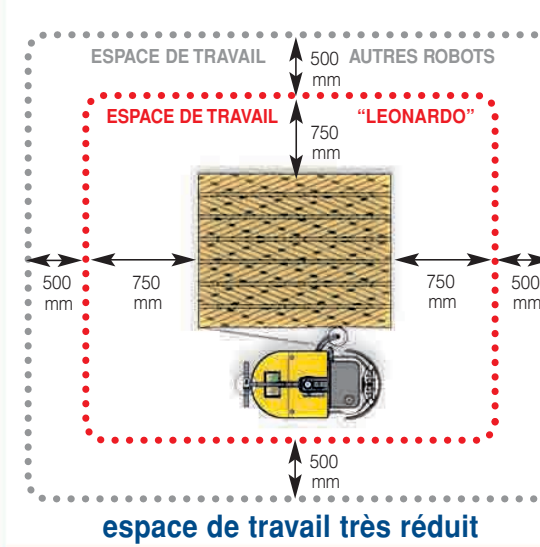 ESPACE DE TRAVAIL 500 mm AUTRES ROBOTS
ESPACE DE TRAVAIL “LEONARDO”
750
mm
500
mm
750
mm
750
mm
500
mm
500
mm
espace de travail très réduit